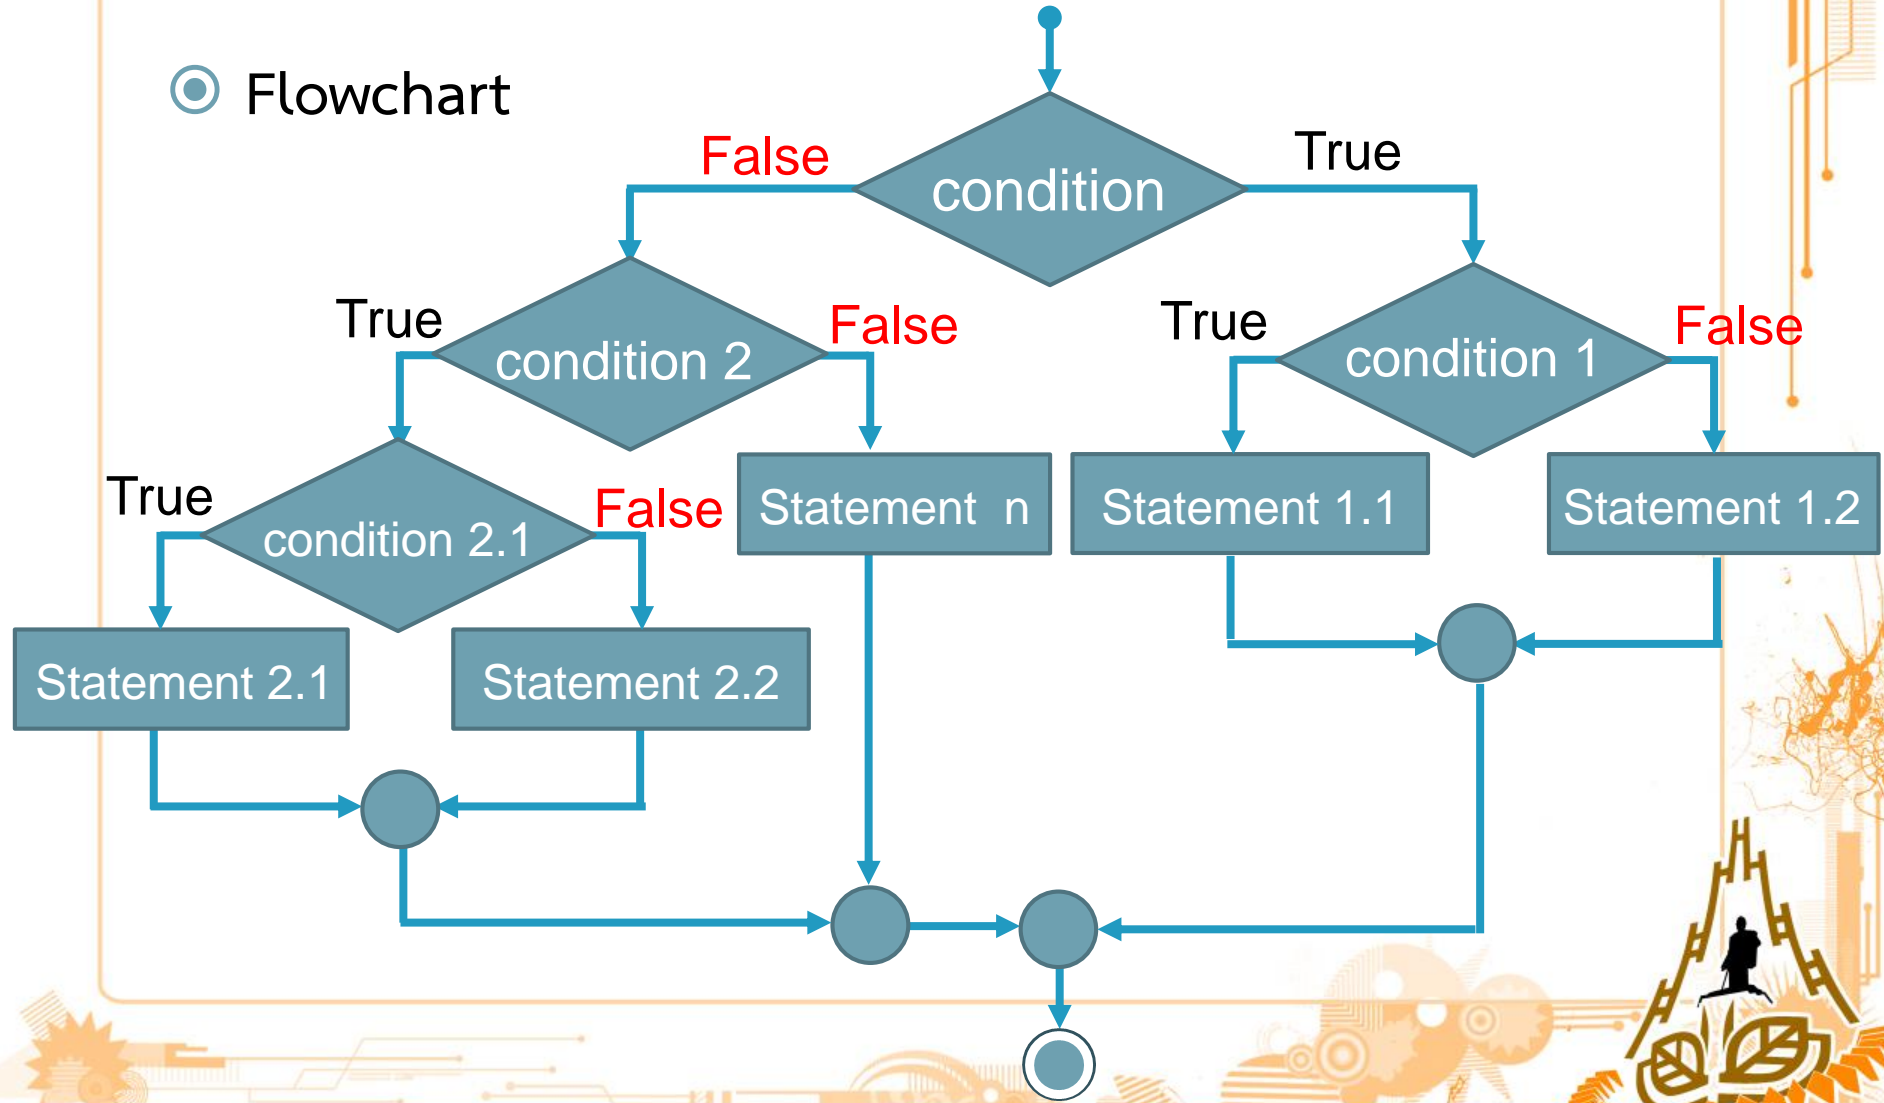 Flowchart
False
True
condition
True
False
True
False
condition 2
condition 1
True
False
Statement n
Statement 1.1
Statement 1.2
condition 2.1
Statement 2.1
Statement 2.2